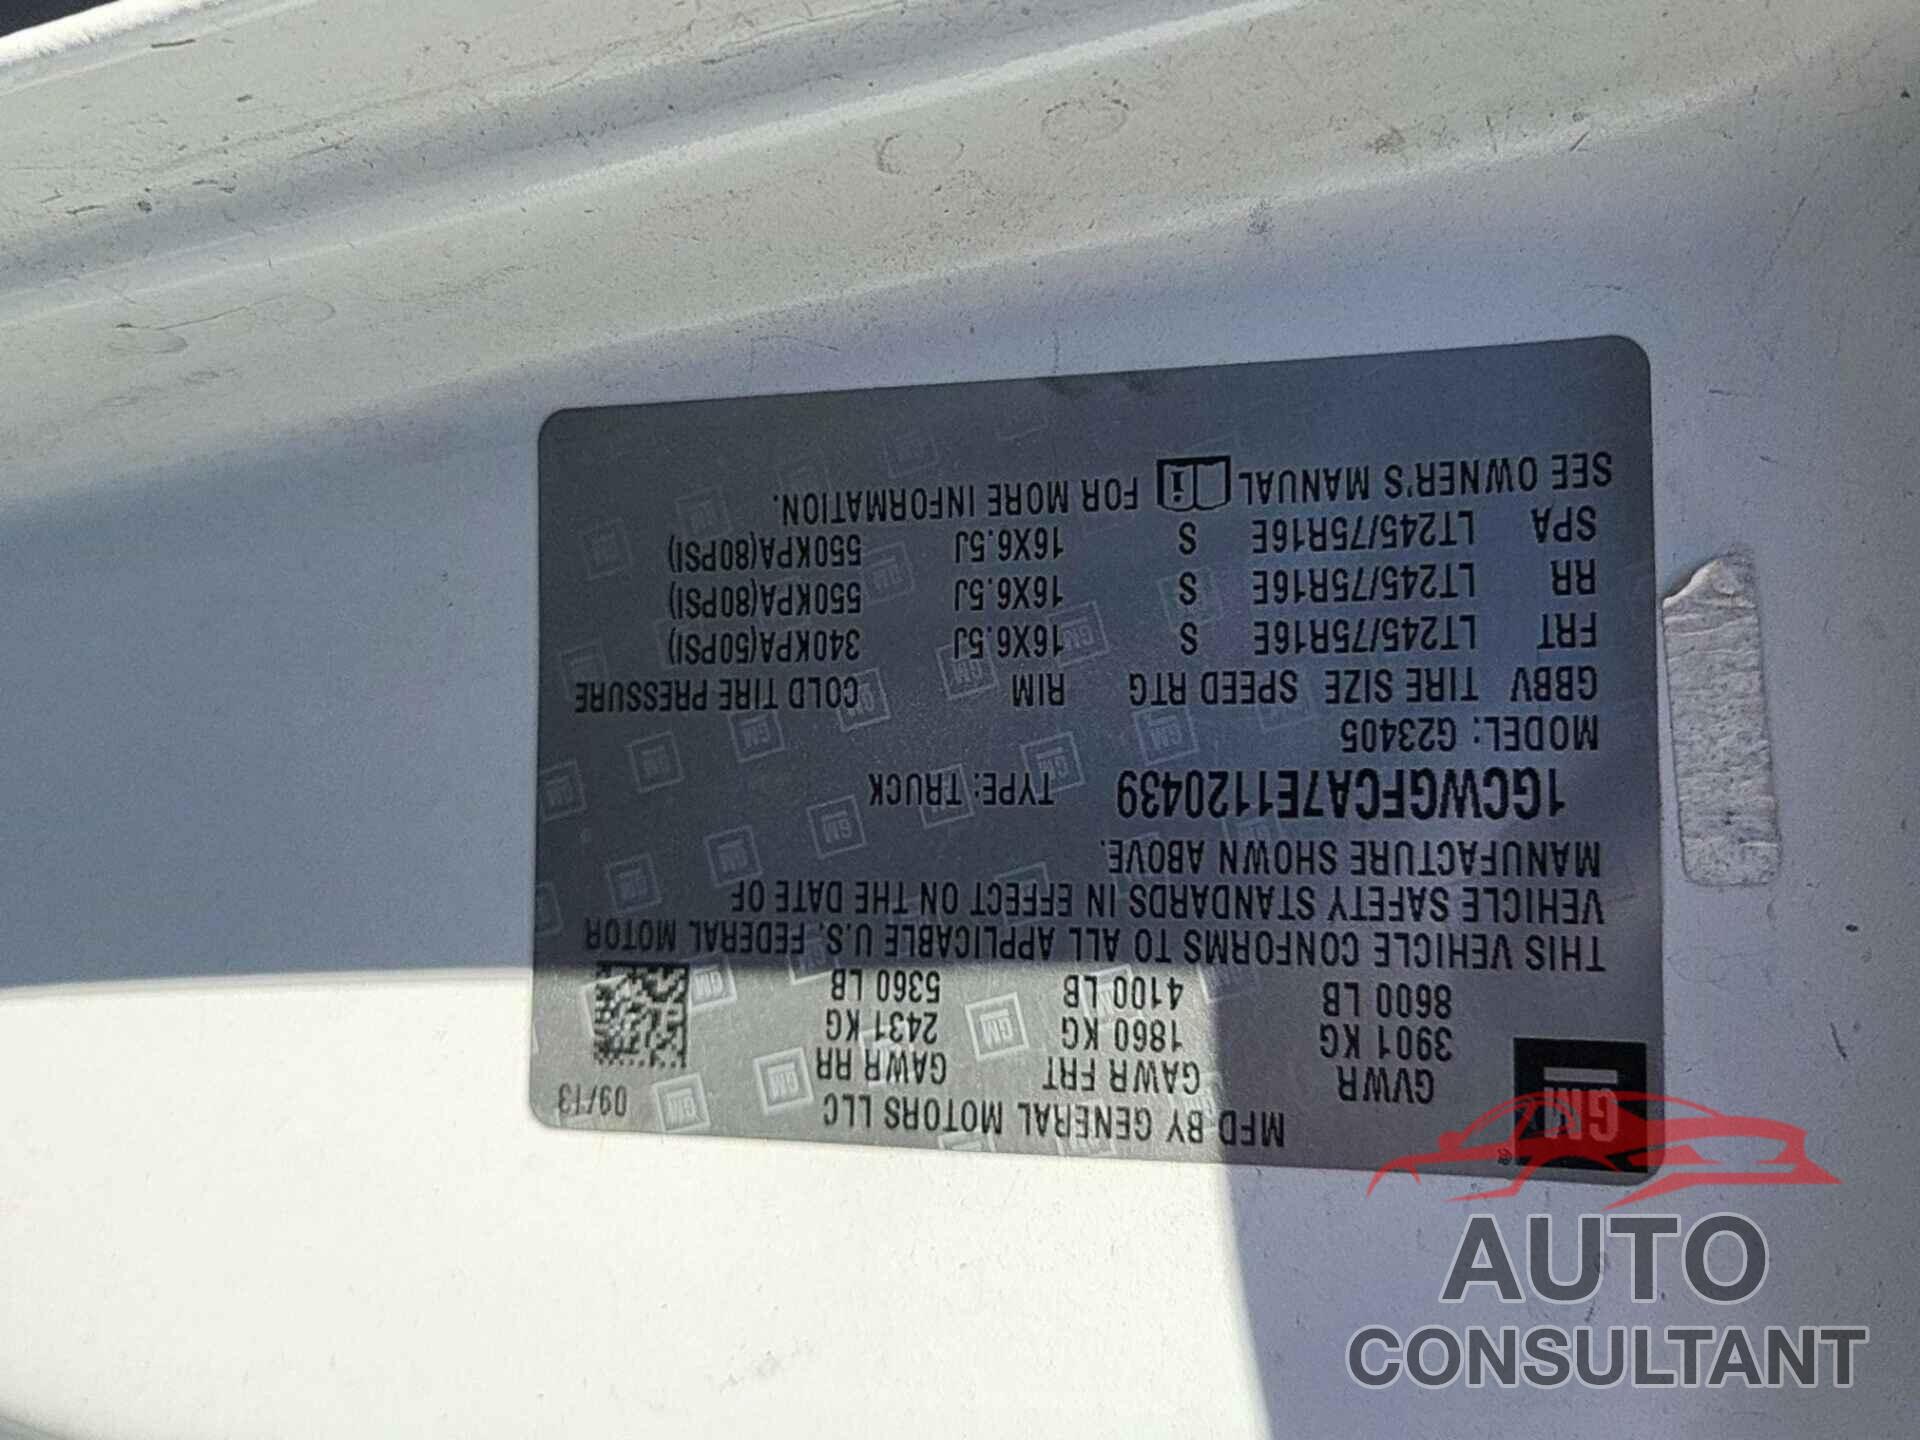 MFD BY GENERAL MOTORS LLC 09/13
GM
GVWR GAWR FRT GAWR RR
3901 KG 1860 KG 2431 KG
8600 LB 4100 LB 5360 LB
THIS VEHICLE CONFORMS TO ALL APPLICABLE U.S. FEDERAL MOTOR
VEHICLE SAFETY STANDARDS IN EFFECT ON THE DATE OF
MANUFACTURE SHOWN ABOVE.
1GCWGFCA7E1120439 TYPE: TRUCK
MODEL: G23405
GBBV TIRE SIZE SPEED RTG RIM COLD TIRE PRESSURE
FRT LT245/75R16E S 16X6.5J 340KPA(50PSI)
RR LT245/75R16E S 16X6.5J 550KPA(80PSI)
SPA LT245/75R16E S 16X6.5J 550KPA(80PSI)
SEE OWNER'S MANUAL i FOR MORE INFORMATION.
AUTO
CONSULTANT